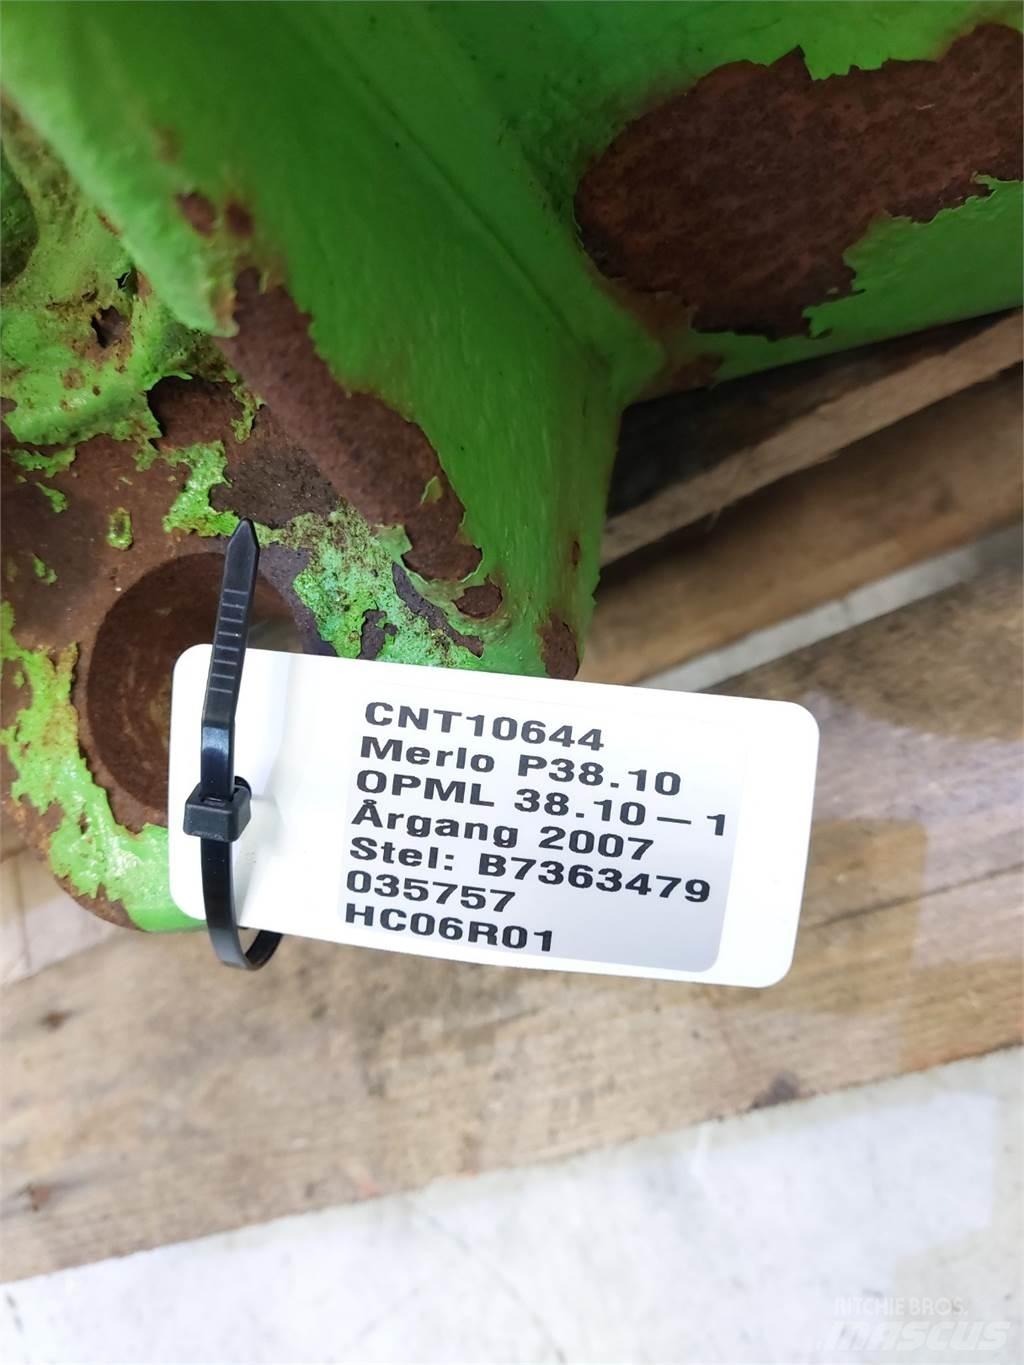 CNT10644
Merlo P38.10
OPML 38.10-1
Årgang 2007
Stel: B7363479
035757
HC06R01
RITCHIE BROS.
MASCUS